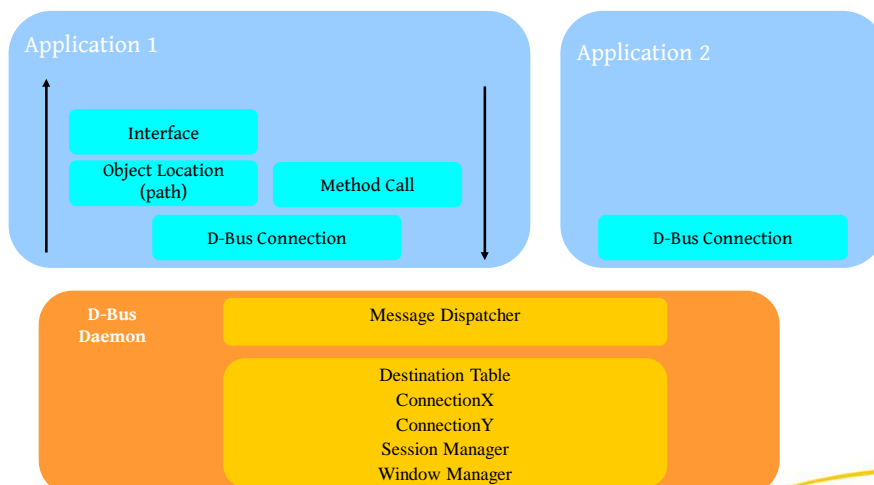 Application 1
Application 2
Interface
Object Location
(path)
Method Call
D-Bus Connection
D-Bus Connection
D-Bus
Daemon
Message Dispatcher
Destination Table
ConnectionX
ConnectionY
Session Manager
Window Manager